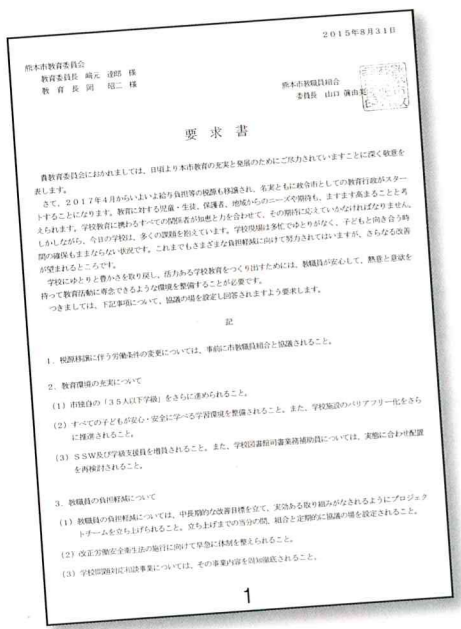 2015年8月31日
熊本市教育委員会
教育委員長 崎元 達郎 様
教育長 岡 昭二 様
熊本市教職員組合
委員長 山口
要求書
貴教育委員会におかれましては、日頃より本市教育の充実と発展のためにご尽力されていますことに深く敬意を
表します。
さて、2017年4月からいよいよ給与負担等の税源も移譲され、名実ともに政令市としての教育行政がスター
トすることになります。教育に対する児童・生徒、保護者、地域からのニーズや期待も、ますます高まることと考
えられます。学校教育に携わるすべての関係者が知恵と力を合わせて、その期待に応えていかなければなりません。
しかしながら、今日の学校は、多くの課題を抱えています。学校現場は多忙でゆとりがなく、子どもと向き合う時
間の確保もままならない状況です。これまでもさまざまな負担軽減に向けて努力されてはいますが、さらなる改善
が望まれるところです。
学校にゆとりと豊かさを取り戻し、活力ある学校教育をつくり出すためには、教職員が安心して、熱意と意欲を
持って教育活動に専念できるような環境を整備することが必要です。
つきましては、下記事項について、協議の場を設定し回答されますよう要求します。
記
1.税源移譲に伴う労働条件の変更については、事前に市教職員組合と協議されること。
2.教育環境の充実について
(1)市独自の「35人以下学級」をさらに進められること。
(2)すべての子どもが安心・安全に学べる学習環境を整備されること。また、学校施設のバリアフリー化をさら
に推進されること。
(3)SSW及び学級支援員を増員されること。また、学校図書館司書業務補助員については、実態に合わせ配置
を再検討されること。
3.教職員の負担軽減について
(1)教職員の負担軽減については、中長期的な改善目標を立て、実効ある取り組みがなされるようにプロジェク
トチームを立ち上げられること。立ち上げまでの当分の間、組合と定期的に協議の場を設定されること。
(2)改正労働安全衛生法の施行に向けて早急に体制を整えられること。
(3)学校問題対応相談事業については、その事業内容を周知徹底されること。
1